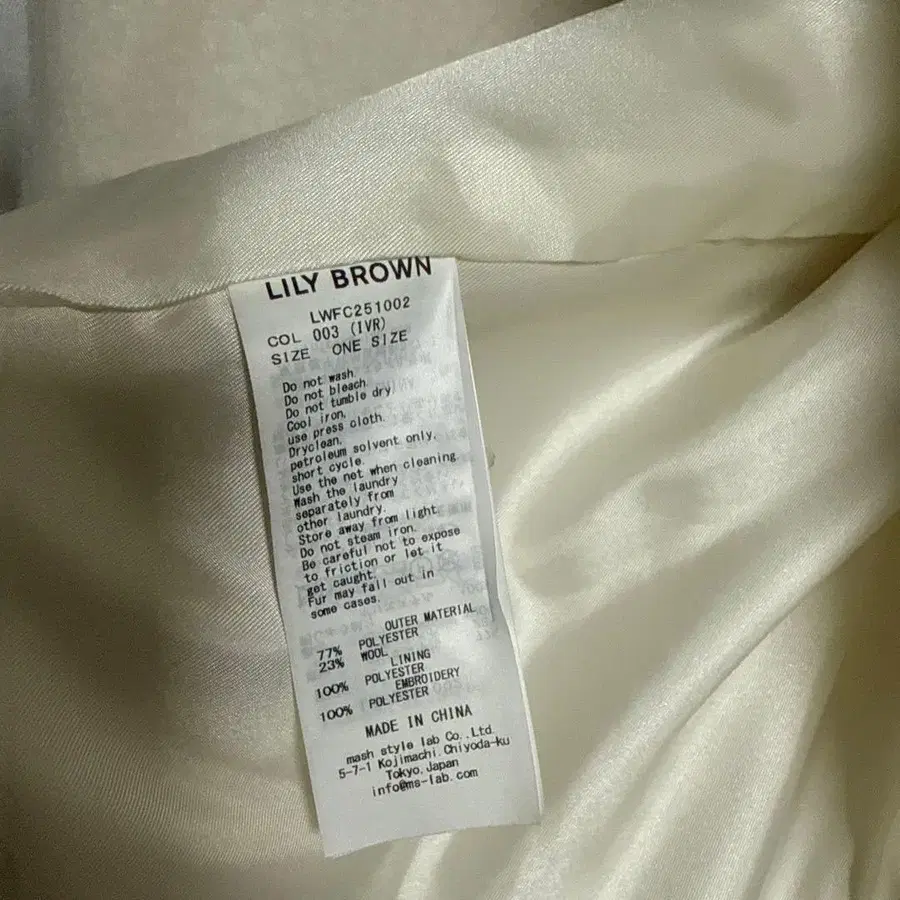 LILY BROWN
LWFC251002
COL 003 (IVR)
SIZE ONE SIZE
Do not wash.
Do not bleach.
Do not tumble dry.
Cool iron,
use press cloth.
Dryclean,
petroleum solvent only,
short cycle.
Use the net when cleaning.
Wash the laundry
separately from
other laundry.
Store away from light.
Do not steam iron.
Be careful not to expose
to friction or let it
get caught.
Fur may fall out in
some cases.
OUTER MATERIAL
77% POLYESTER
23% WOOL
LINING
100% POLYESTER
EMBROIDERY
100% POLYESTER
MADE IN CHINA
mash style lab Co.,Ltd.
5-7-1 Kojimachi,Chiyoda-ku
Tokyo,Japan
info@ms-lab.com